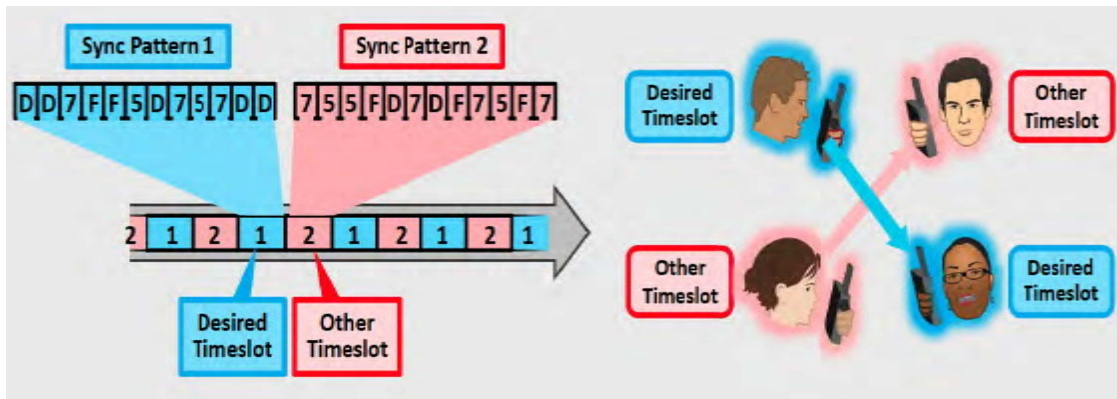 Sync Pattern 1
Sync Pattern 2
D D 7 F F 5 D 7 5 7 D D
7 5 5 F D 7 D F 7 5 F 7
2 1 2 1 2 1 2 1 2 1
Desired
Timeslot
Other
Timeslot
Desired
Timeslot
Other
Timeslot
Other
Timeslot
Desired
Timeslot